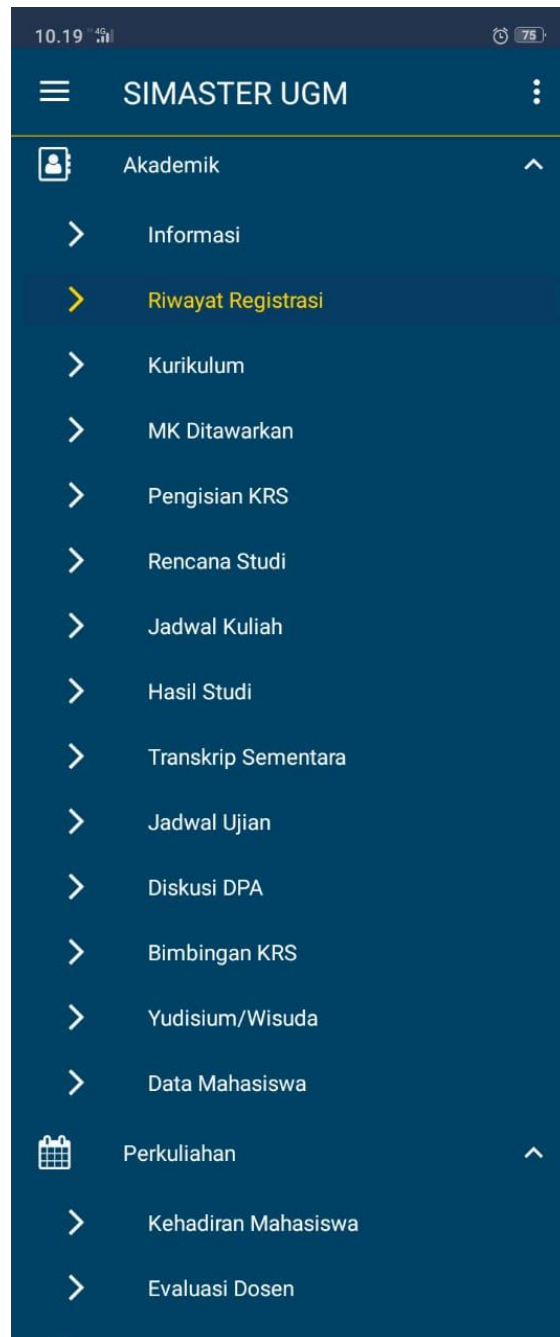 10.19 4G 75
SIMASTER UGM
Akademik
Informasi
Riwayat Registrasi
Kurikulum
MK Ditawarkan
Pengisian KRS
Rencana Studi
Jadwal Kuliah
Hasil Studi
Transkrip Sementara
Jadwal Ujian
Diskusi DPA
Bimbingan KRS
Yudisium/Wisuda
Data Mahasiswa
Perkuliahan
Kehadiran Mahasiswa
Evaluasi Dosen